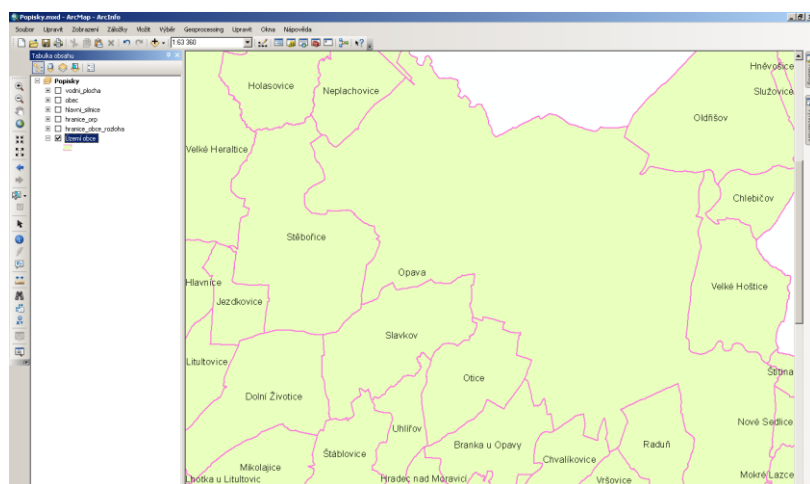 Popisky.mxd - ArcMap - ArcInfo
Soubor Upravit Zobrazení Záložky Vložit Výběr Geoprocessing Upravit Okna Nápověda
1:63 360
Tabulka obsahu
Popisky
vodni_plocha
obec
hlavni_silnice
hranice_orp
hranice_obce_rozloha
Území obce
Hněvošice
Holasovice
Neplachovice
Služovice
Oldřišov
Velké Heraltice
Chlebičov
Stěbořice
Opava
Hlavnice
Velké Hoštice
Jezdkovice
Slavkov
Litultovice
Štítina
Otice
Dolní Životice
Nové Sedlice
Uhlířov
Branka u Opavy
Raduň
Štáblovice
Chvalíkovice
Mikolajice
Lhotka u Litultovic
Hradec nad Moravicí
Vršovice
Mokré Lazce